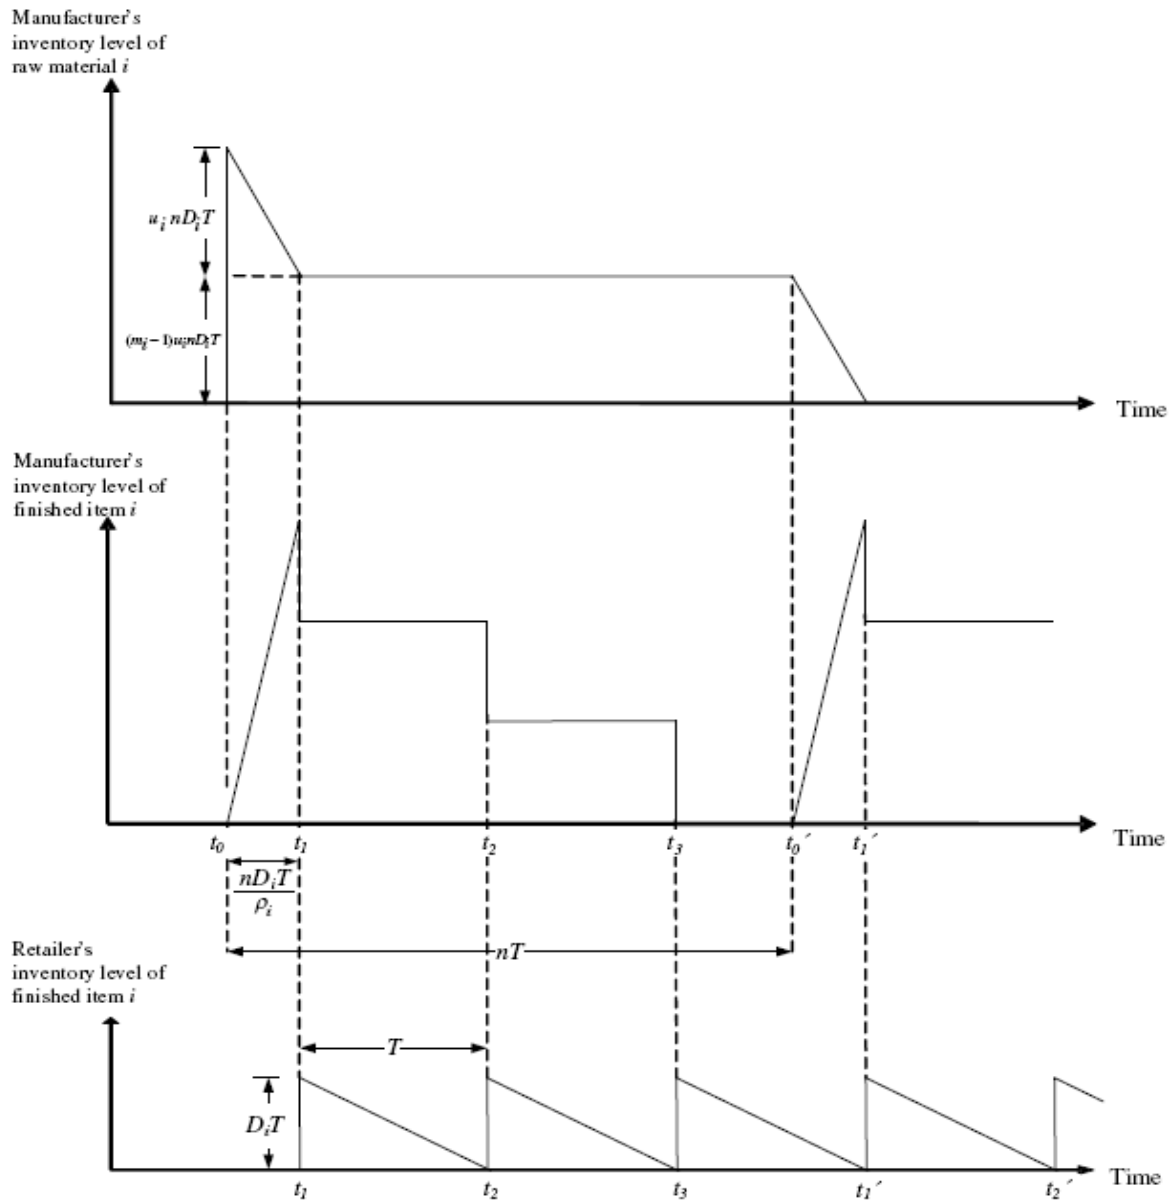 Manufacturer's
inventory level of
raw material i
u_i nD_iT
(m_i − 1)u_inD_iT
Time
Manufacturer's
inventory level of
finished item i
t_0 t_1 t_2 t_3 t_0´ t_1´
Time
nD_iT
ρ_i
nT
Retailer's
inventory level of
finished item i
T
D_iT
t_1 t_2 t_3 t_1´ t_2´
Time